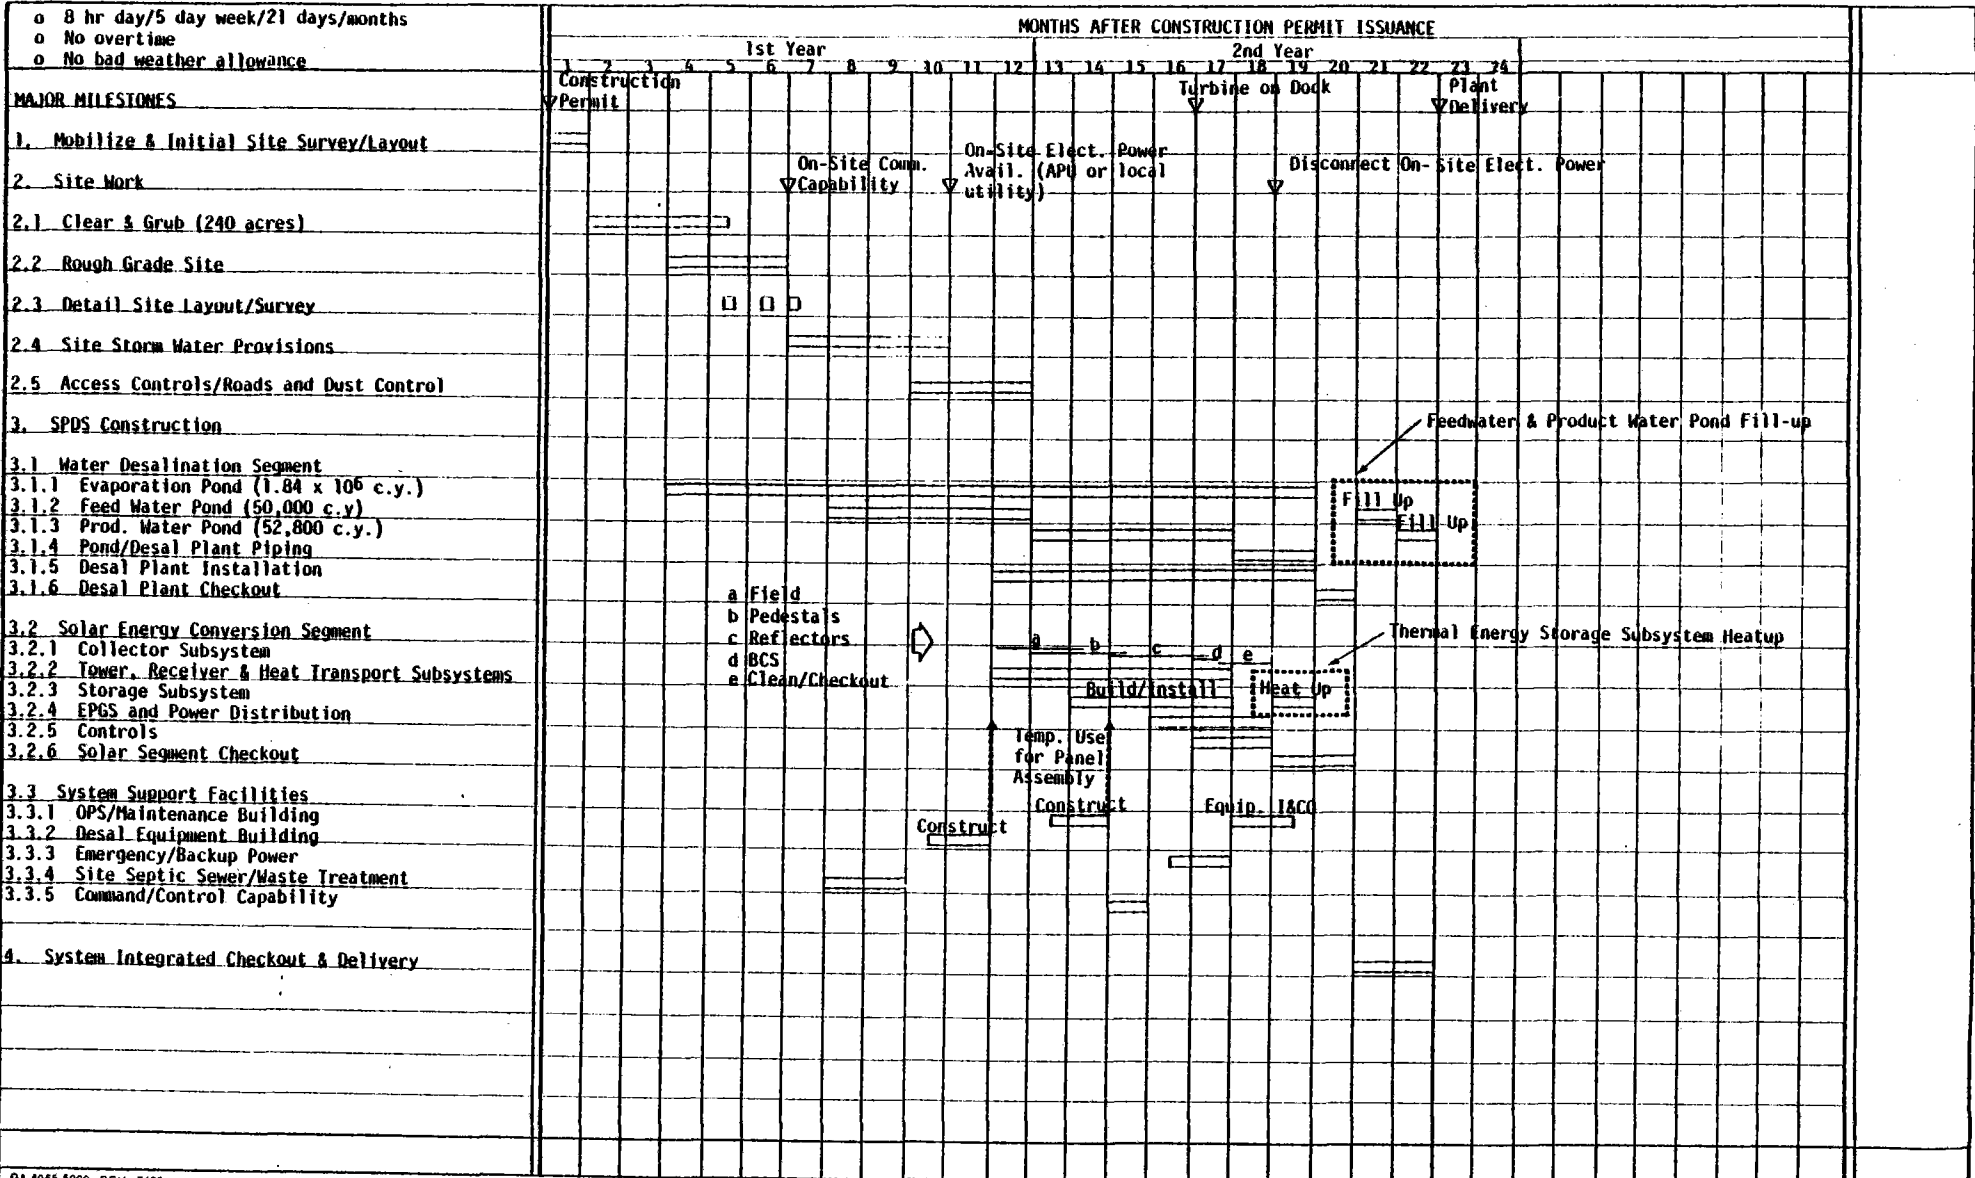 o 8 hr day/5 day week/21 days/months
o No overtime
o No bad weather allowance
MONTHS AFTER CONSTRUCTION PERMIT ISSUANCE
1st Year
2nd Year
1 2 3 4 5 6 7 8 9 10 11 12 13 14 15 16 17 18 19 20 21 22 23 24
MAJOR MILESTONES
Construction Permit
Turbine on Dock
Plant Delivery
1. Mobilize & Initial Site Survey/Layout
2. Site Work
On-Site Comm. Capability
On-Site Elect. Power Avail. (APU or local utility)
Disconnect On-Site Elect. Power
2.1 Clear & Grub (240 acres)
2.2 Rough Grade Site
2.3 Detail Site Layout/Survey
2.4 Site Storm Water Provisions
2.5 Access Controls/Roads and Dust Control
3. SPDS Construction
Feedwater & Product Water Pond Fill-up
3.1 Water Desalination Segment
3.1.1 Evaporation Pond (1.84 x 10⁶ c.y.)
3.1.2 Feed Water Pond (50,000 c.y)
Fill Up
3.1.3 Prod. Water Pond (52,800 c.y.)
Fill Up
3.1.4 Pond/Desal Plant Piping
3.1.5 Desal Plant Installation
3.1.6 Desal Plant Checkout
a Field
b Pedestals
c Reflectors
d BCS
e Clean/Checkout
3.2 Solar Energy Conversion Segment
Thermal Energy Storage Subsystem Heatup
3.2.1 Collector Subsystem
a b c d e
3.2.2 Tower, Receiver & Heat Transport Subsystems
3.2.3 Storage Subsystem
Build/Install
Heat Up
3.2.4 EPGS and Power Distribution
3.2.5 Controls
3.2.6 Solar Segment Checkout
Temp. Use
for Panel
Assembly
3.3 System Support Facilities
3.3.1 OPS/Maintenance Building
Construct
Equip. I&CO
3.3.2 Desal Equipment Building
Construct
3.3.3 Emergency/Backup Power
3.3.4 Site Septic Sewer/Waste Treatment
3.3.5 Command/Control Capability
4. System Integrated Checkout & Delivery